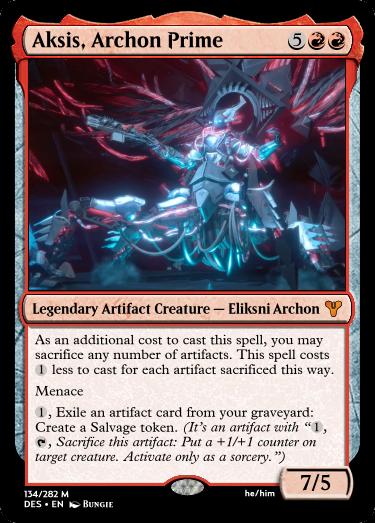 Aksis, Archon Prime 5
Legendary Artifact Creature — Eliksni Archon
As an additional cost to cast this spell, you may
sacrifice any number of artifacts. This spell costs
1 less to cast for each artifact sacrificed this way.
Menace
1, Exile an artifact card from your graveyard:
Create a Salvage token. (It's an artifact with “1,
, Sacrifice this artifact: Put a +1/+1 counter on
target creature. Activate only as a sorcery.”)
7/5
134/282 M he/him
DES • EN Bungie